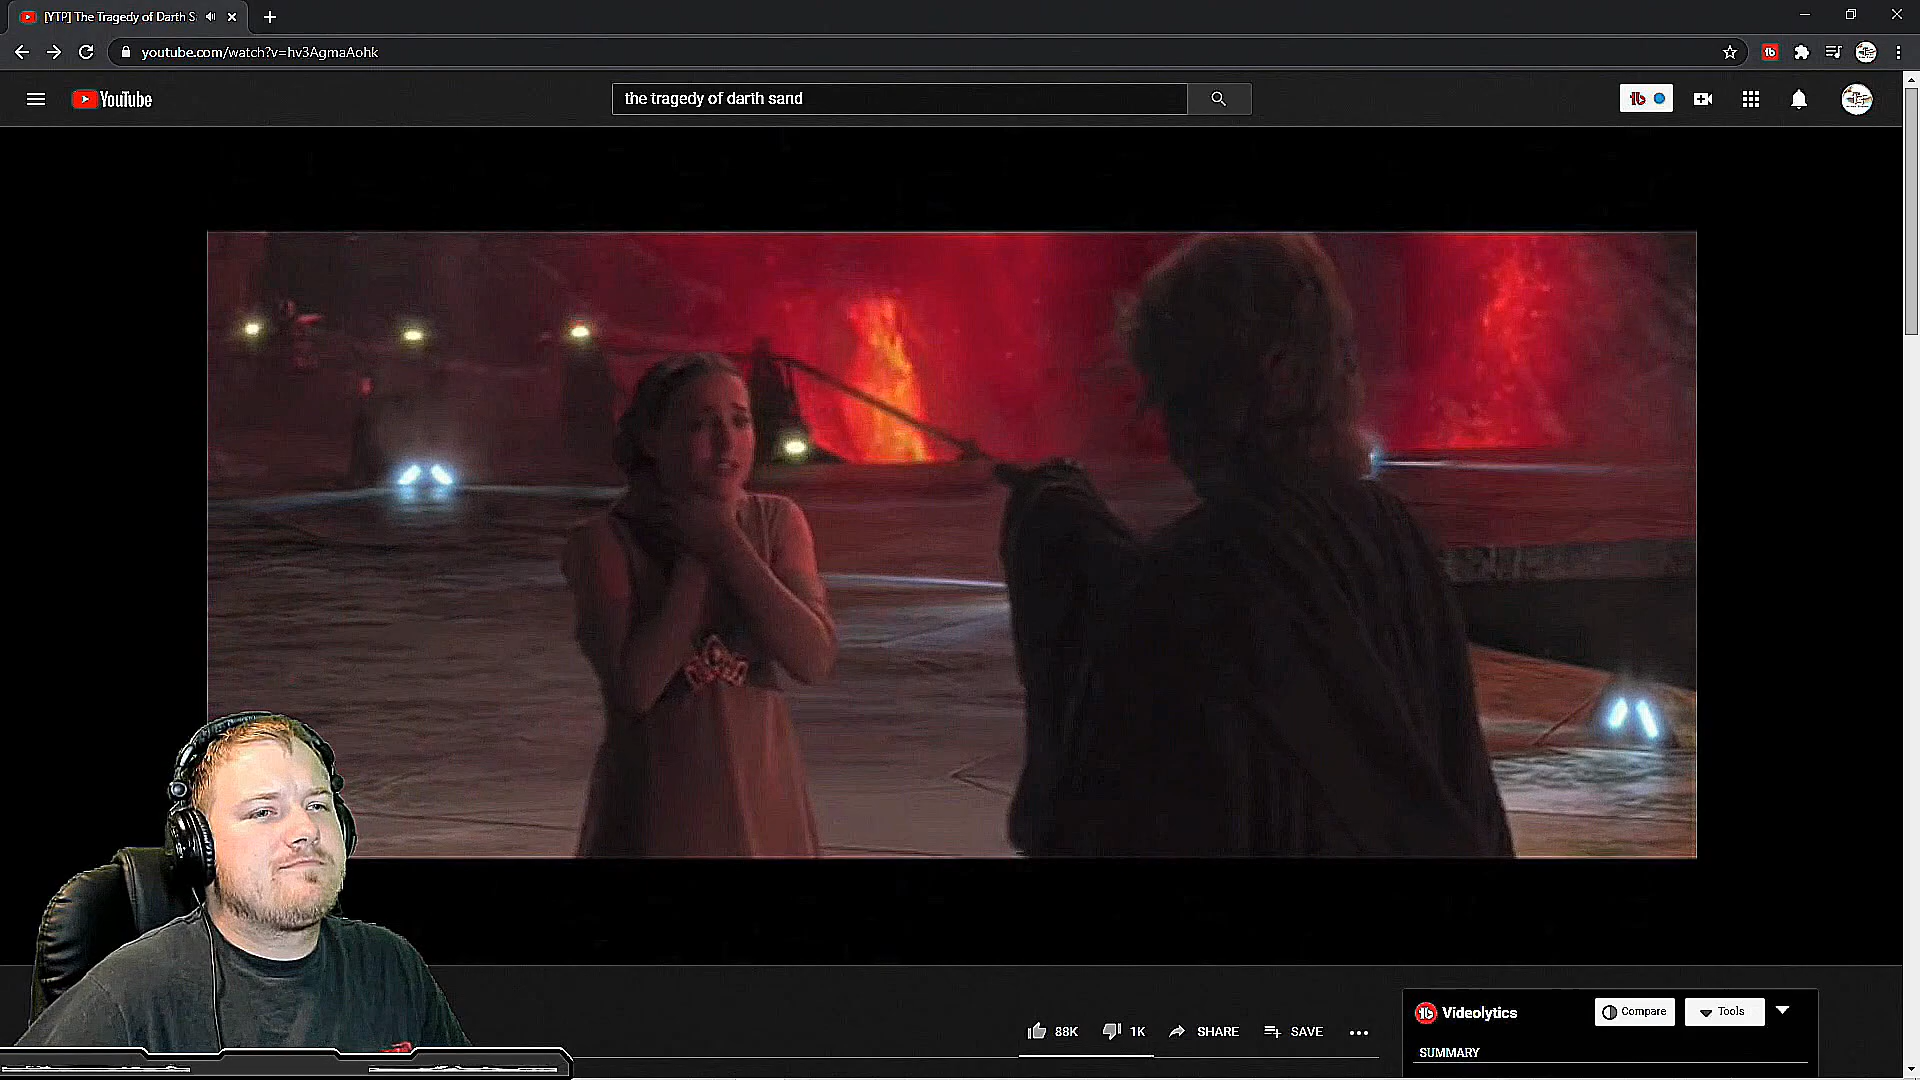 [YTP] The Tragedy of Darth S
youtube.com/watch?v=hv3AgmaAohk
YouTube
the tragedy of darth sand
88K
1K
SHARE
SAVE
Videolytics
Compare
Tools
SUMMARY